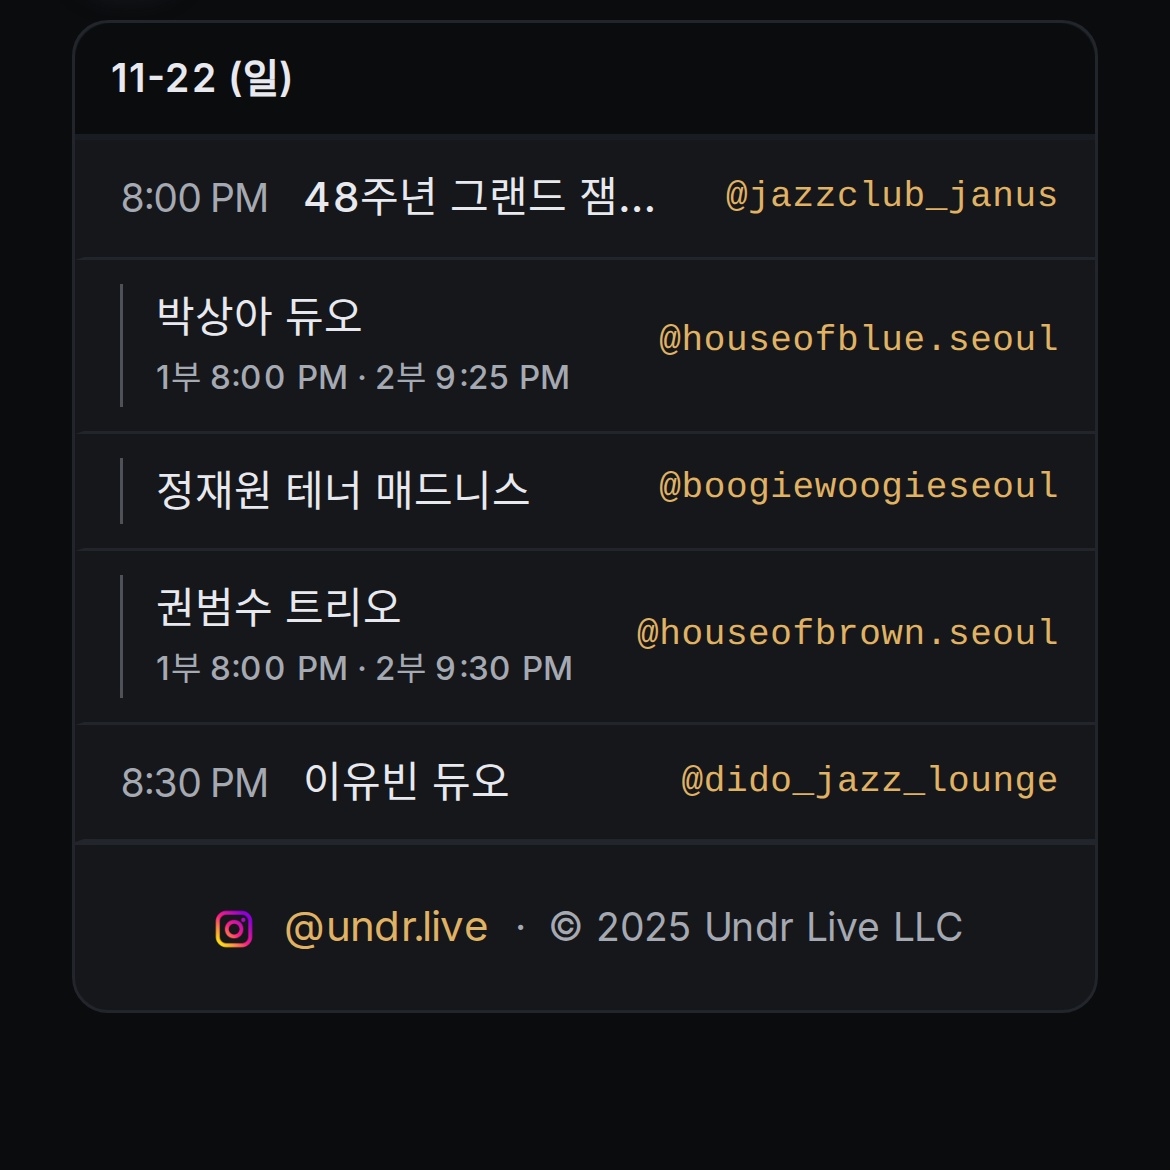 11-22 (일)
8:00 PM 48주년 그랜드 잼... @jazzclub_janus
박상아 듀오 @houseofblue.seoul
1부 8:00 PM · 2부 9:25 PM
정재원 테너 매드니스 @boogiewoogieseoul
권범수 트리오 @houseofbrown.seoul
1부 8:00 PM · 2부 9:30 PM
8:30 PM 이유빈 듀오 @dido_jazz_lounge
@undr.live · © 2025 Undr Live LLC